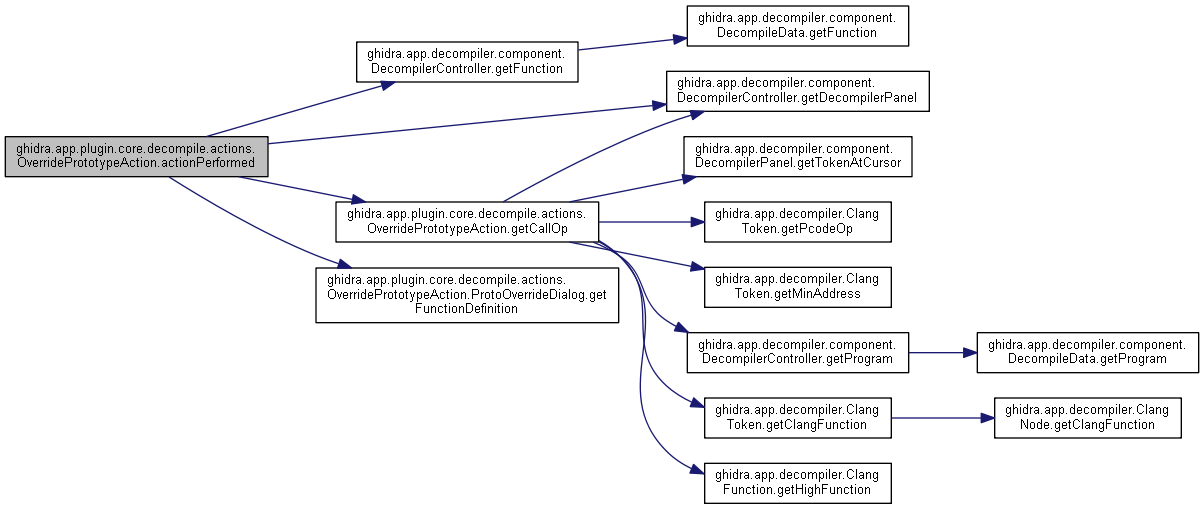 ghidra.app.decompiler.component.
DecompileData.getFunction
ghidra.app.decompiler.component.
DecompilerController.getFunction
ghidra.app.decompiler.component.
DecompilerController.getDecompilerPanel
ghidra.app.plugin.core.decompile.actions.
OverridePrototypeAction.actionPerformed
ghidra.app.decompiler.component.
DecompilerPanel.getTokenAtCursor
ghidra.app.plugin.core.decompile.actions.
OverridePrototypeAction.getCallOp
ghidra.app.decompiler.Clang
Token.getPcodeOp
ghidra.app.plugin.core.decompile.actions.
OverridePrototypeAction.ProtoOverrideDialog.get
FunctionDefinition
ghidra.app.decompiler.Clang
Token.getMinAddress
ghidra.app.decompiler.component.
DecompilerController.getProgram
ghidra.app.decompiler.component.
DecompileData.getProgram
ghidra.app.decompiler.Clang
Token.getClangFunction
ghidra.app.decompiler.Clang
Node.getClangFunction
ghidra.app.decompiler.Clang
Function.getHighFunction